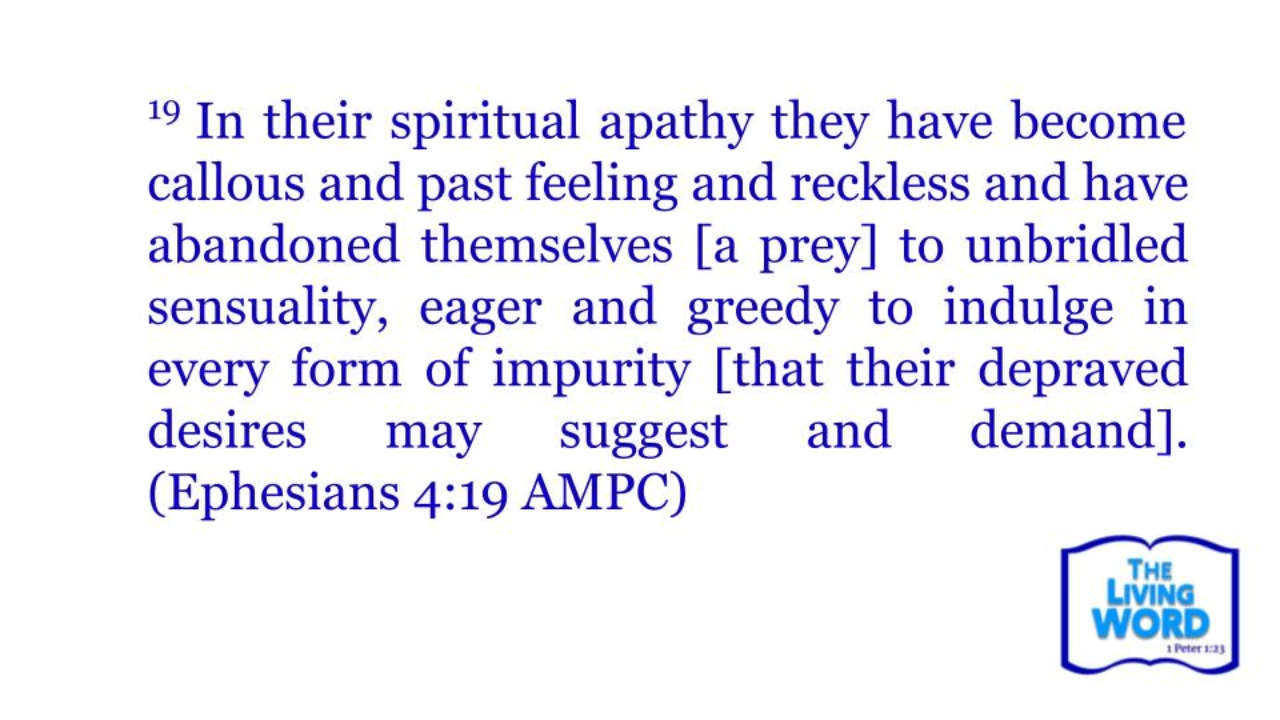 ¹⁹ In their spiritual apathy they have become
callous and past feeling and reckless and have
abandoned themselves [a prey] to unbridled
sensuality, eager and greedy to indulge in
every form of impurity [that their depraved
desires may suggest and demand].
(Ephesians 4:19 AMPC)
THE
LIVING
WORD
1 Peter 1:23